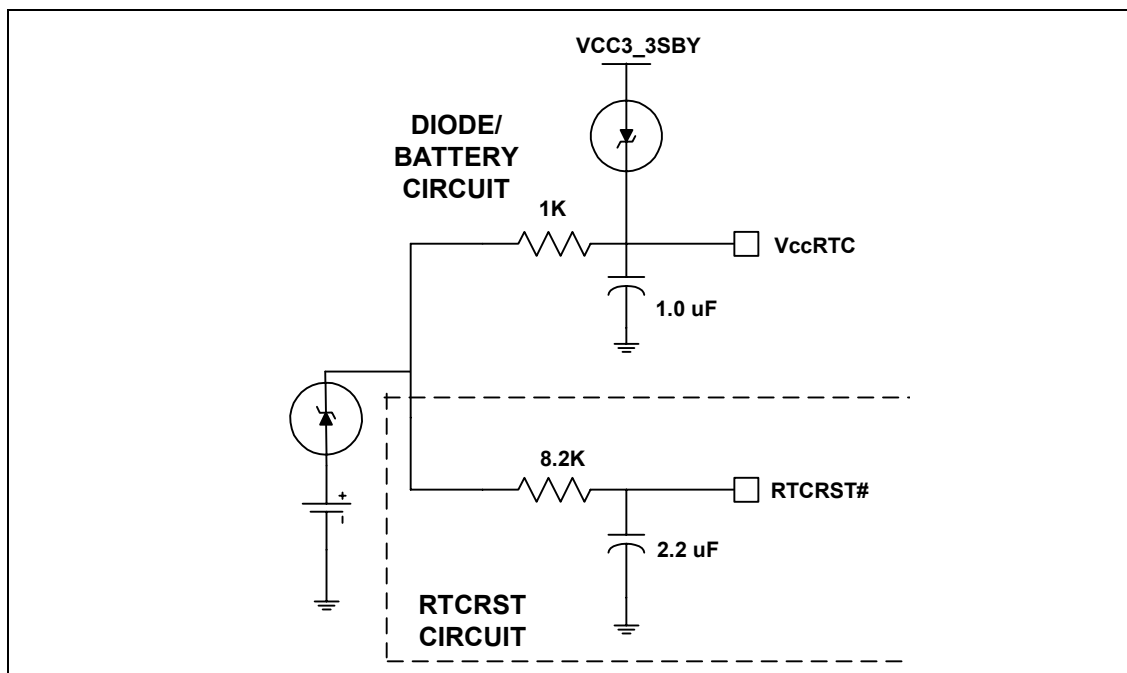 VCC3_3SBY
DIODE/
BATTERY
CIRCUIT
1K
VccRTC
1.0 uF
8.2K
RTCRST#
+
-
2.2 uF
RTCRST
CIRCUIT